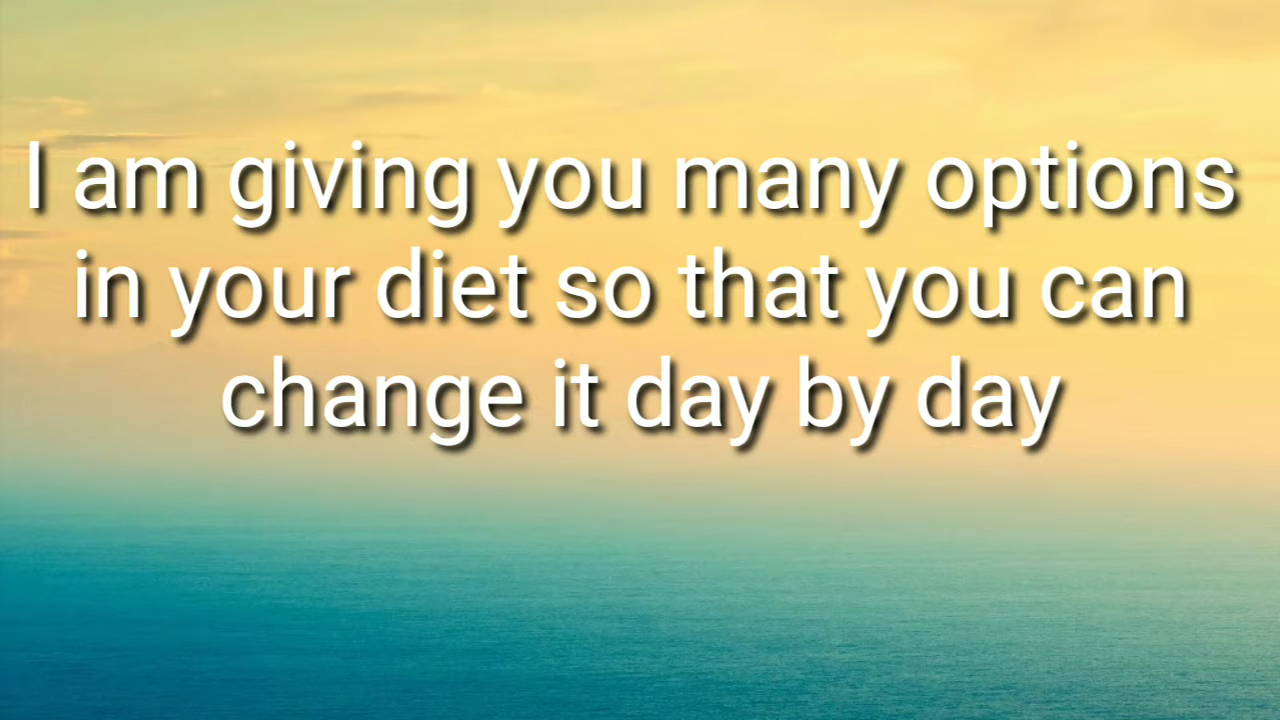 I am giving you many options
in your diet so that you can
change it day by day